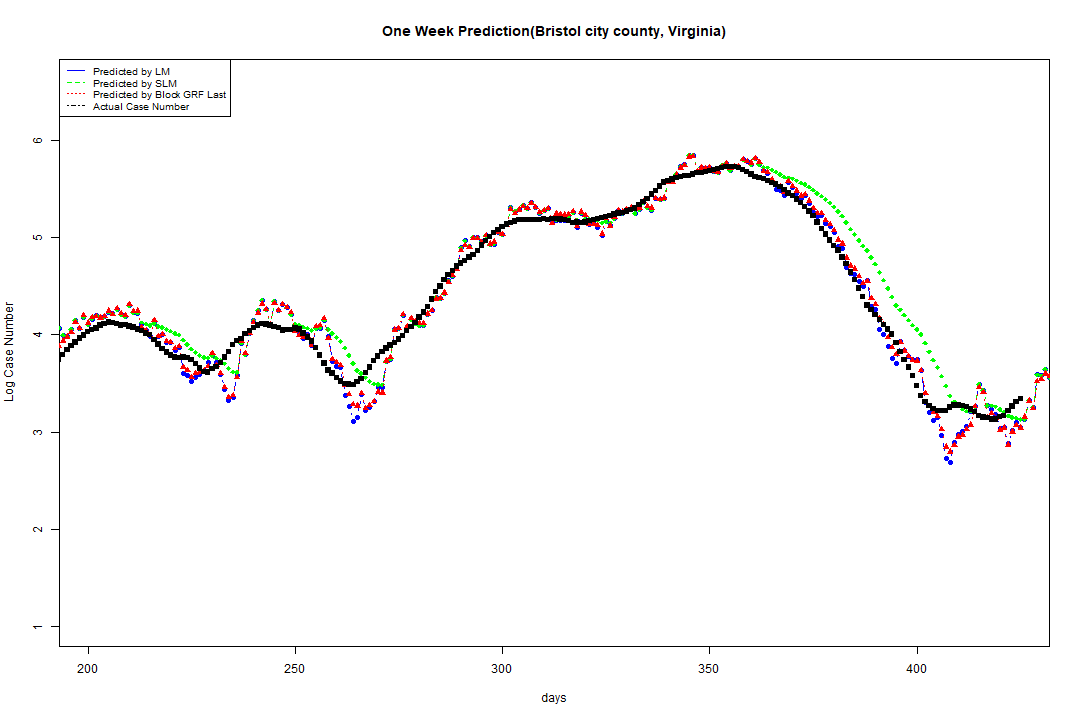 One Week Prediction(Bristol city county, Virginia)
Predicted by LM
Predicted by SLM
Predicted by Block GRF Last
Actual Case Number
6
5
4
3
2
1
Log Case Number
200 250 300 350 400
days